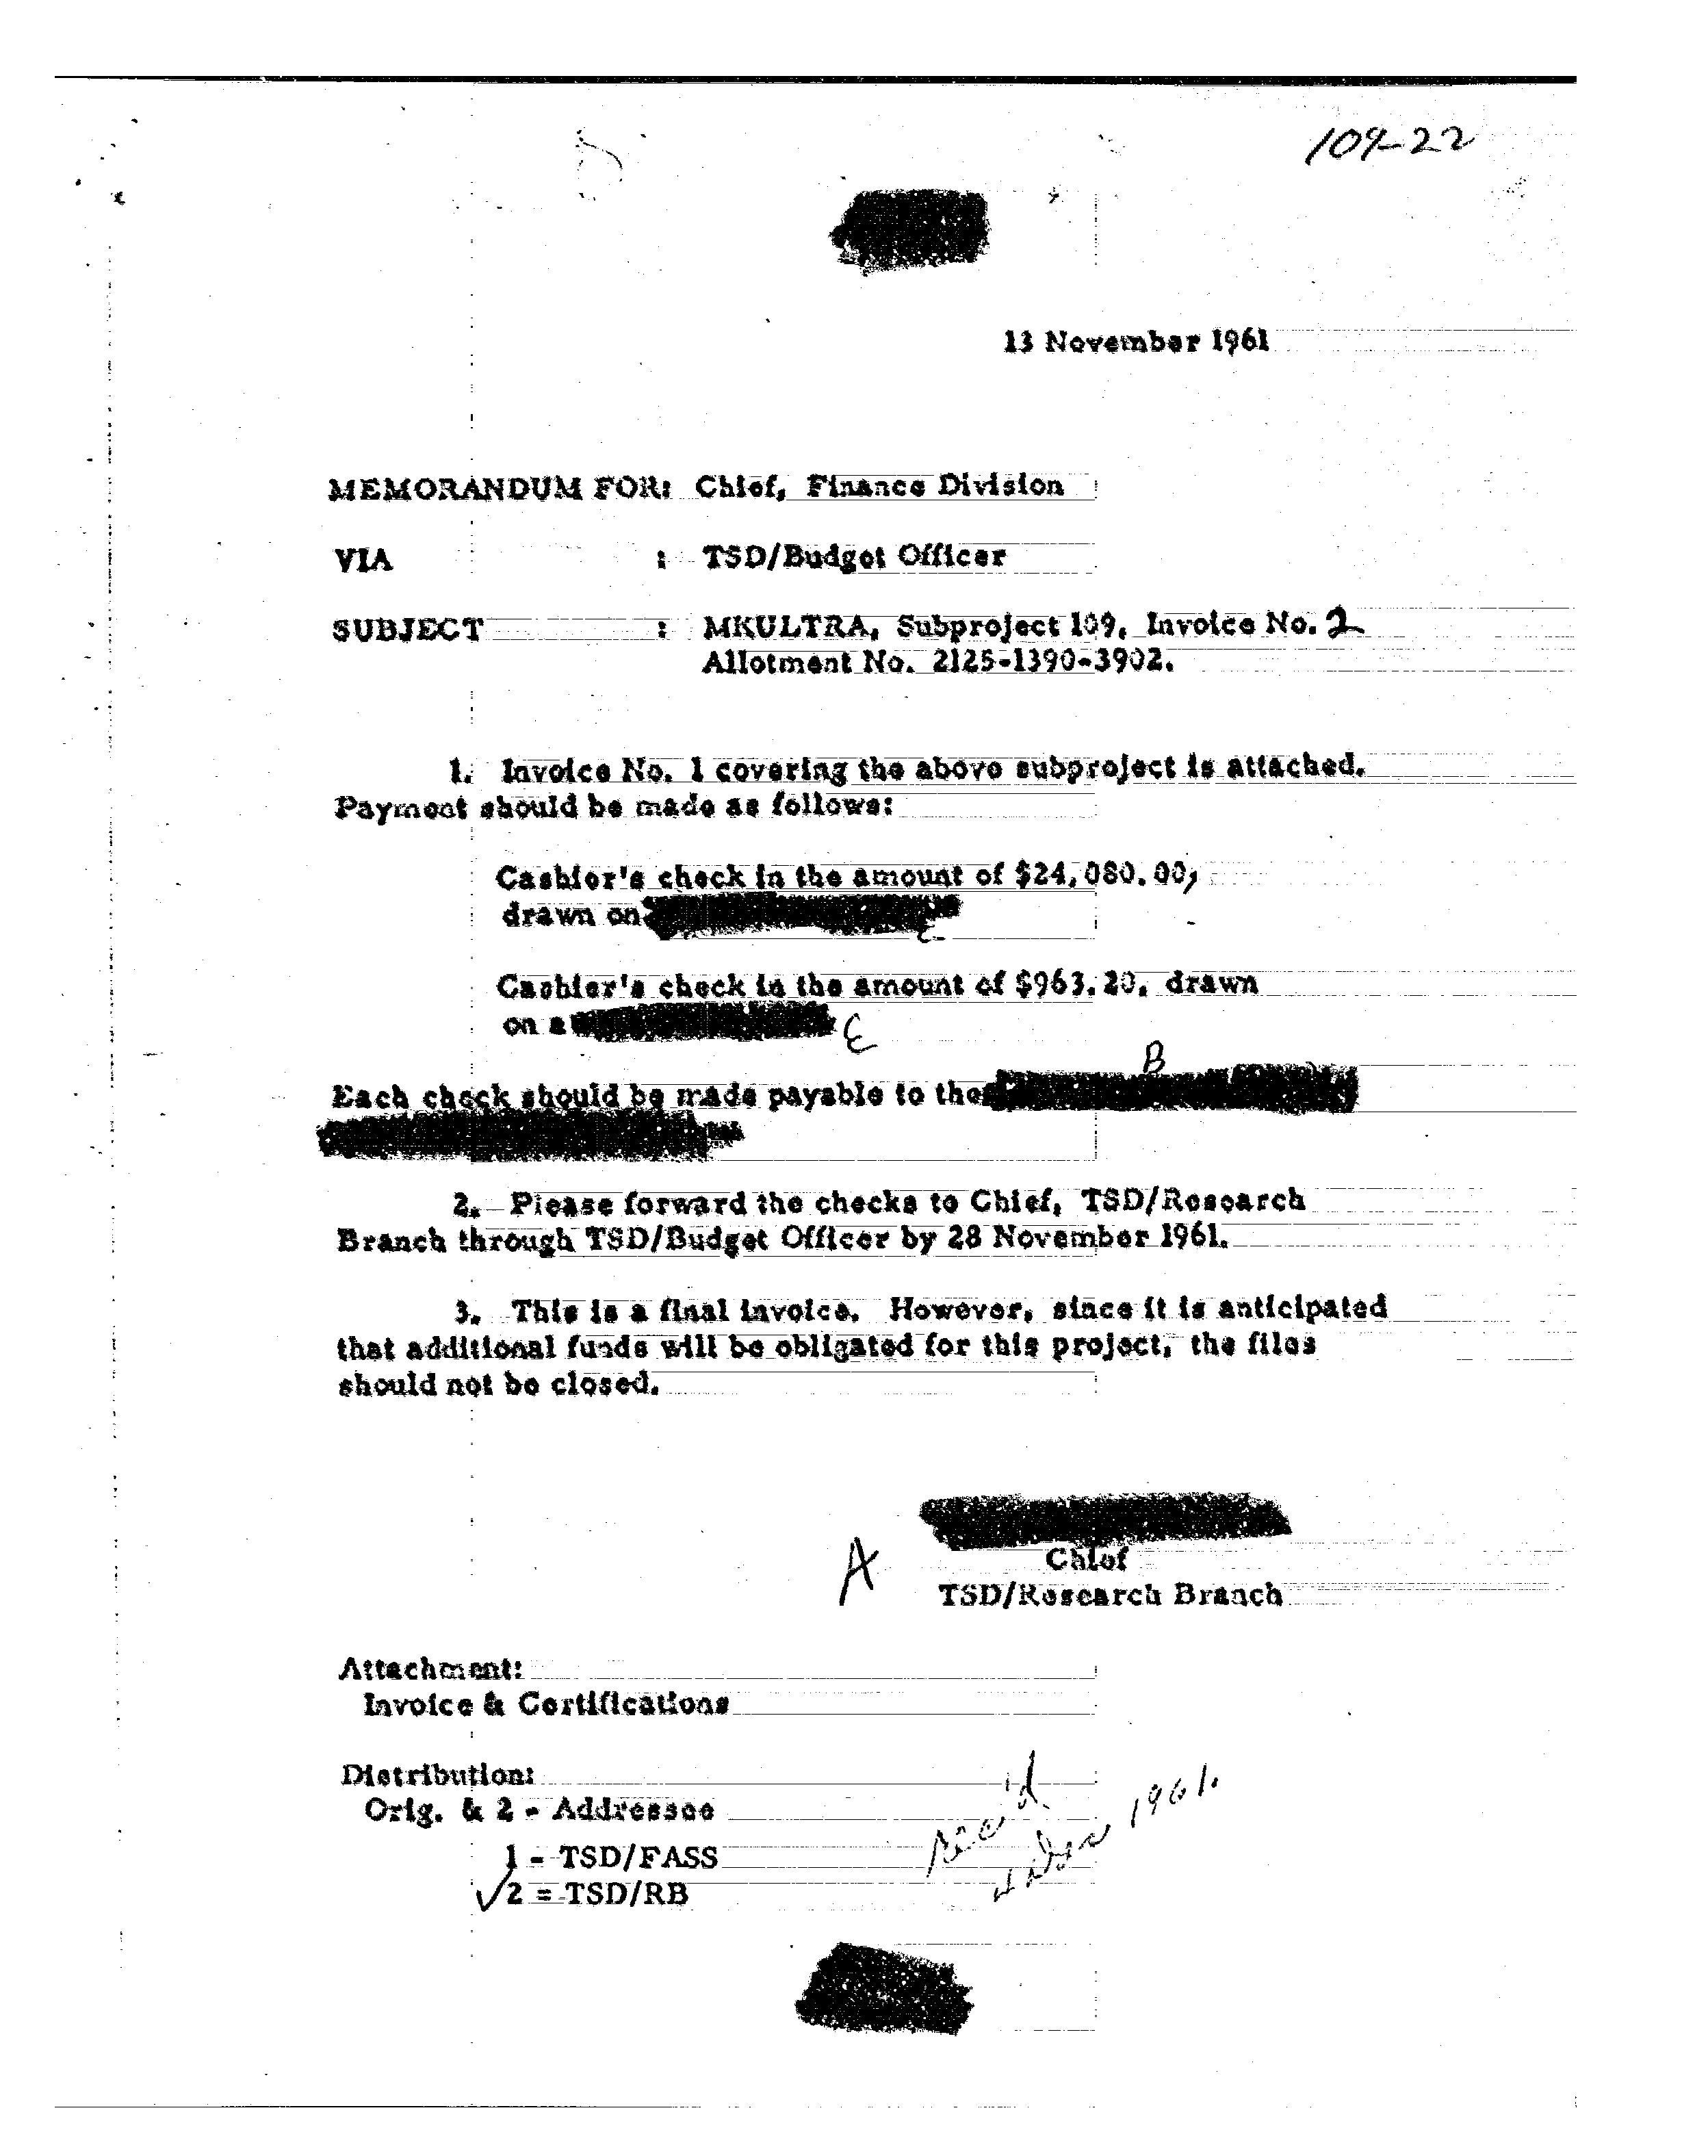 109-22
13 November 1961
MEMORANDUM FOR: Chief, Finance Division
VIA : TSD/Budget Officer
SUBJECT : MKULTRA, Subproject 109, Invoice No. 2
Allotment No. 2125-1390-3902.
1. Invoice No. 1 covering the above subproject is attached.
Payment should be made as follows:
Cashier's check in the amount of $24,080.00,
drawn on
Cashier's check in the amount of $963.20, drawn
on a
E
B
Each check should be made payable to the
2. Please forward the checks to Chief, TSD/Research
Branch through TSD/Budget Officer by 28 November 1961.
3. This is a final invoice. However, since it is anticipated
that additional funds will be obligated for this project, the files
should not be closed.
A
Chief
TSD/Research Branch
Attachment:
Invoice & Certifications
Distribution:
Orig. & 2 - Addressee
1 - TSD/FASS
2 = TSD/RB
Rec'd
1961.